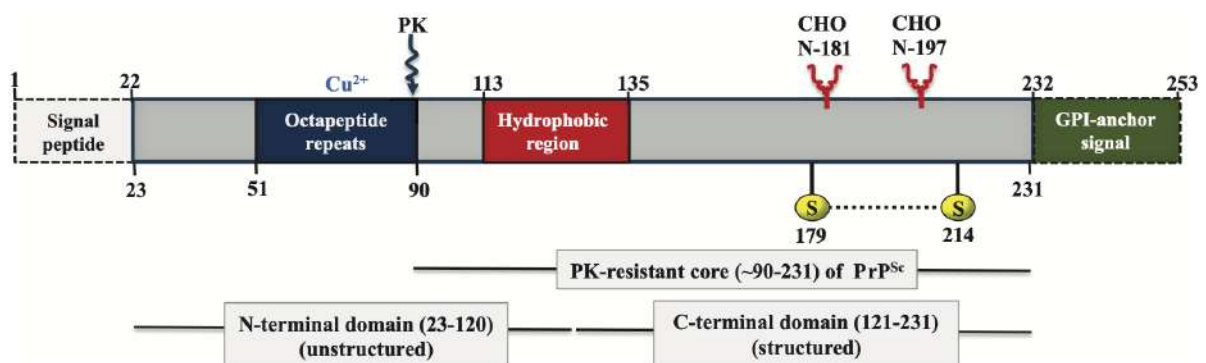 PK
CHO CHO
N-181 N-197
1 22 Cu²⁺ 113 135 232 253
Signal peptide
Octapeptide repeats
Hydrophobic region
GPI-anchor signal
23 51 90 231
S S
179 214
PK-resistant core (~90-231) of PrPˢᶜ
N-terminal domain (23-120)
(unstructured)
C-terminal domain (121-231)
(structured)